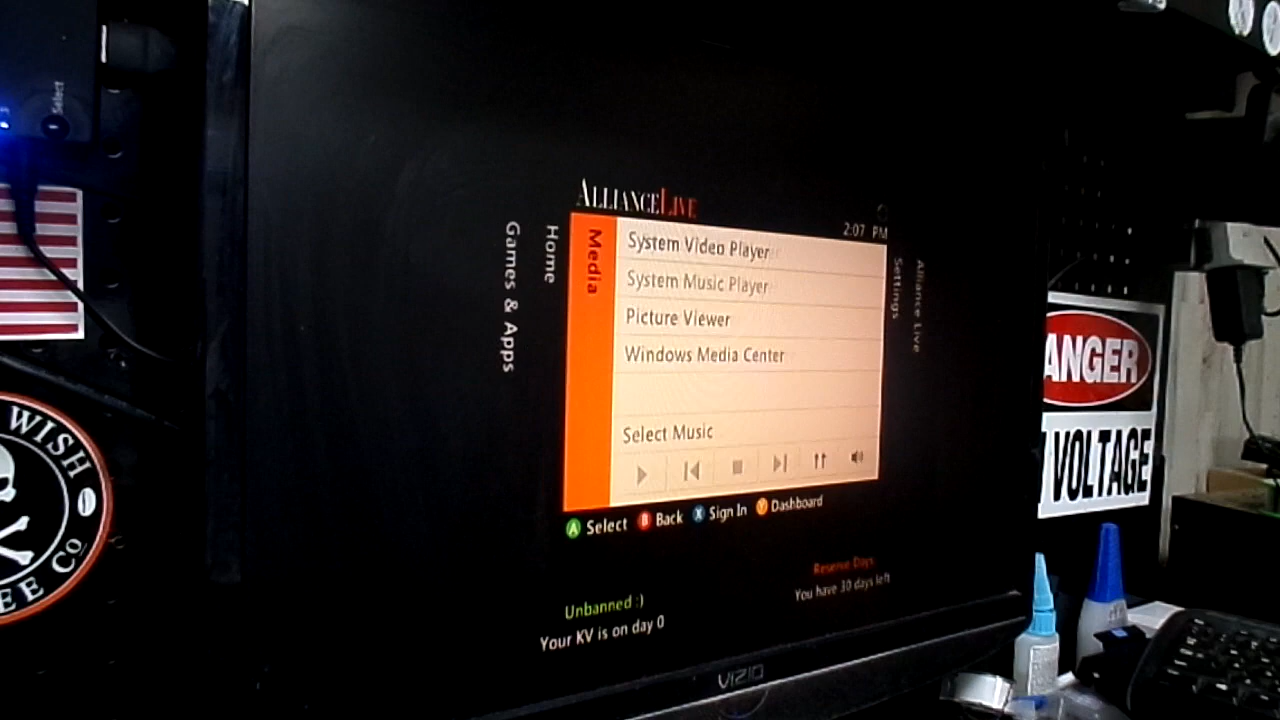 Select
ALLIANCELIVE
2:07 PM
Games & Apps
Home
Media
System Video Player
System Music Player
Picture Viewer
Windows Media Center
Select Music
Settings
Alliance Live
A Select B Back X Sign In Y Dashboard
Reserve Days
You have 30 days left
Unbanned :)
Your KV is on day 0
VIZIO
WISH
CO
ANGER
VOLTAGE